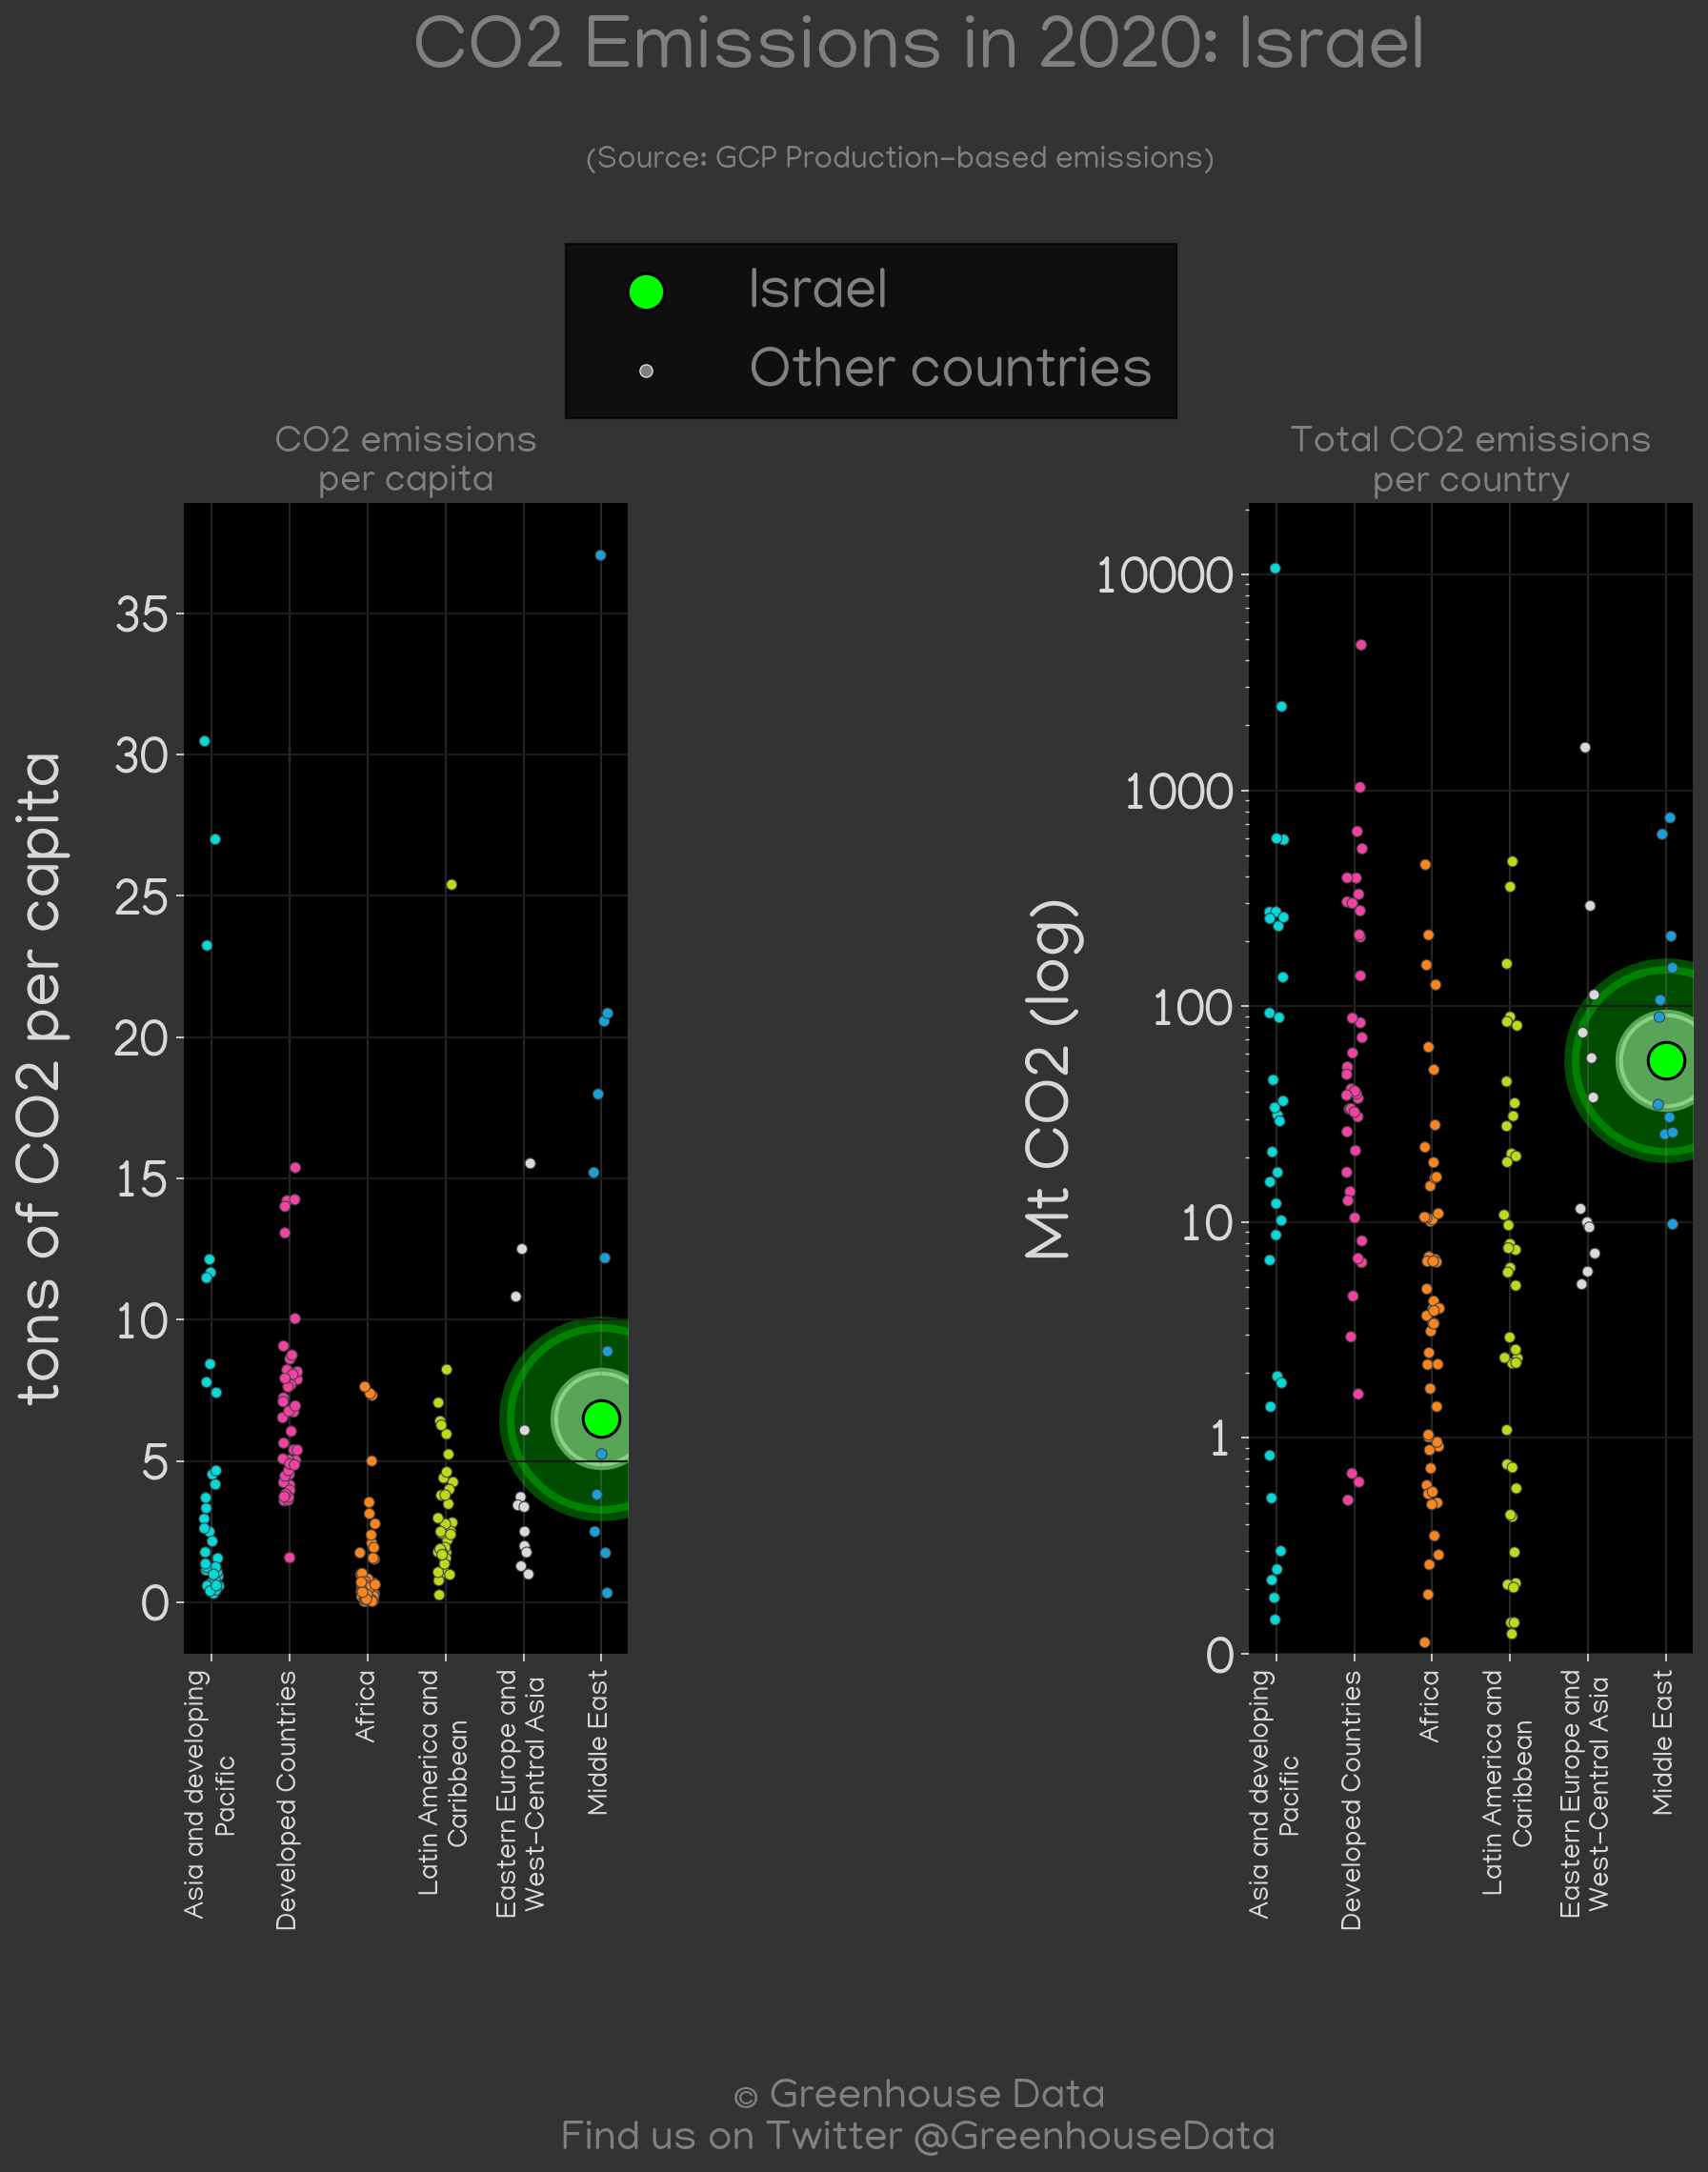 CO2 Emissions in 2020: Israel
(Source: GCP Production-based emissions)
Israel
Other countries
CO2 emissions
per capita
tons of CO2 per capita
35
30
25
20
15
10
5
0
Asia and developing
Pacific
Developed Countries
Africa
Latin America and
Caribbean
Eastern Europe and
West-Central Asia
Middle East
Total CO2 emissions
per country
Mt CO2 (log)
10000
1000
100
10
1
0
Asia and developing
Pacific
Developed Countries
Africa
Latin America and
Caribbean
Eastern Europe and
West-Central Asia
Middle East
© Greenhouse Data
Find us on Twitter @GreenhouseData